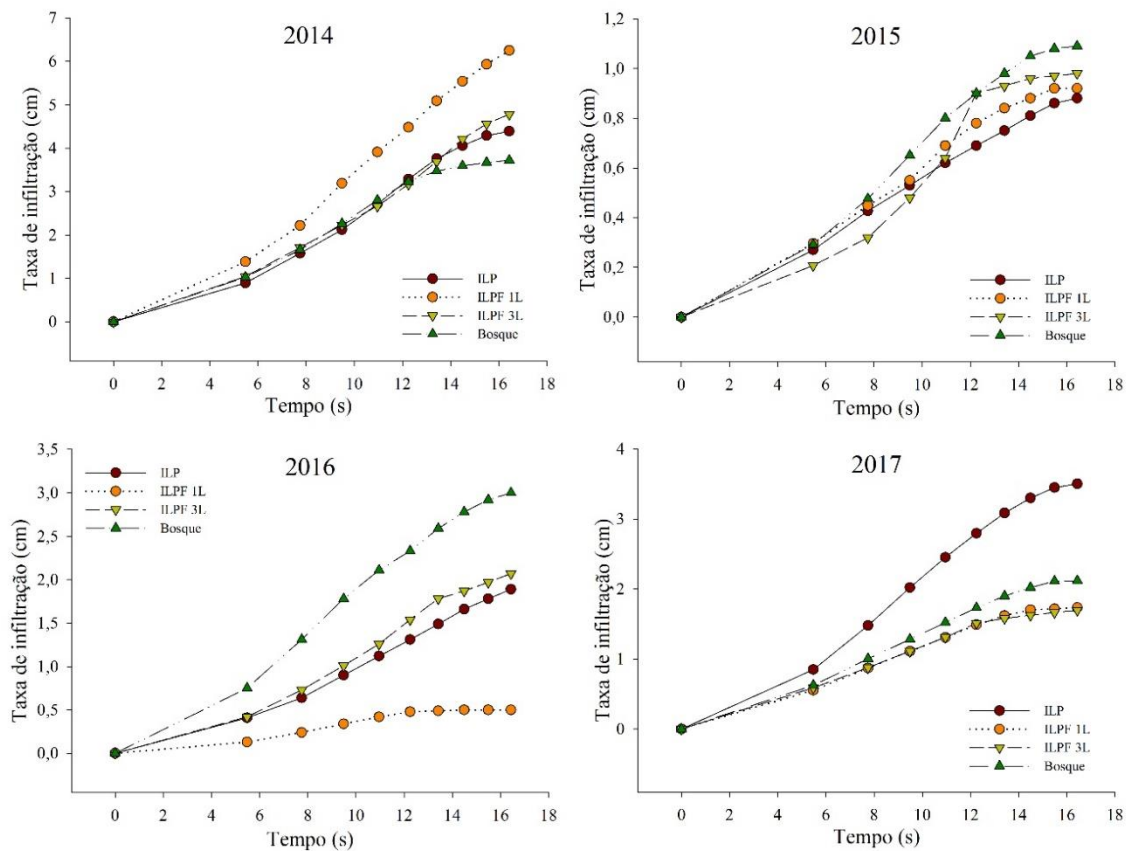 2014
7
6
5
4
3
2
1
0
Taxa de infiltração (cm)
ILP
ILPF 1L
ILPF 3L
Bosque
0 2 4 6 8 10 12 14 16 18
Tempo (s)
2015
1,2
1,0
0,8
0,6
0,4
0,2
0,0
Taxa de infiltração (cm)
ILP
ILPF 1L
ILPF 3L
Bosque
0 2 4 6 8 10 12 14 16 18
Tempo (s)
2016
3,5
3,0
2,5
2,0
1,5
1,0
0,5
0,0
Taxa de infiltração (cm)
ILP
ILPF 1L
ILPF 3L
Bosque
0 2 4 6 8 10 12 14 16 18
Tempo (s)
2017
4
3
2
1
0
Taxa de infiltração (cm)
ILP
ILPF 1L
ILPF 3L
Bosque
0 2 4 6 8 10 12 14 16 18
Tempo (s)